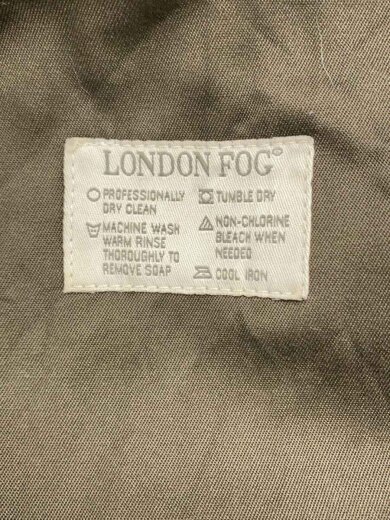 LONDON FOG®
PROFESSIONALLY
DRY CLEAN
MACHINE WASH
WARM RINSE
THOROUGHLY TO
REMOVE SOAP
TUMBLE DRY
NON-CHLORINE
BLEACH WHEN
NEEDED
COOL IRON